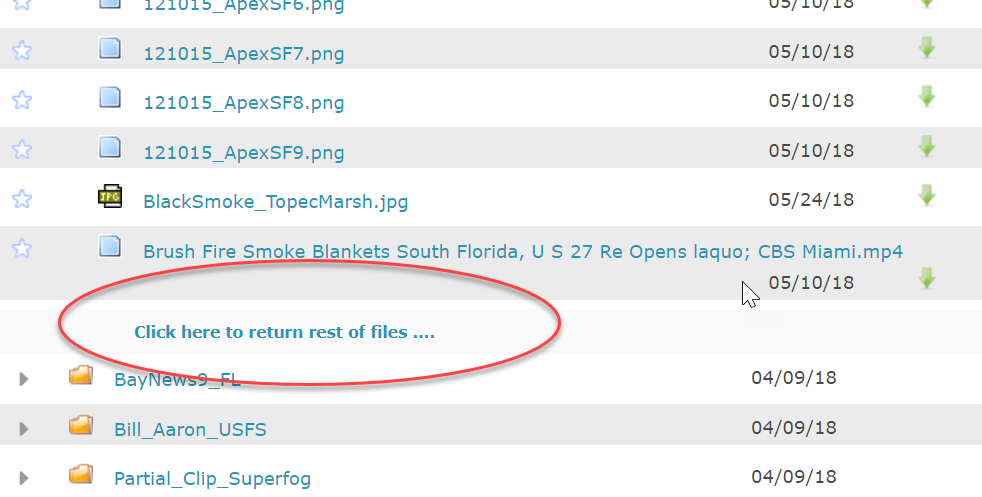 121015_ApexSF6.png 05/10/18
121015_ApexSF7.png 05/10/18
121015_ApexSF8.png 05/10/18
121015_ApexSF9.png 05/10/18
JPG BlackSmoke_TopecMarsh.jpg 05/24/18
Brush Fire Smoke Blankets South Florida, U S 27 Re Opens laquo; CBS Miami.mp4
05/10/18
Click here to return rest of files ....
BayNews9_FL 04/09/18
Bill_Aaron_USFS 04/09/18
Partial_Clip_Superfog 04/09/18